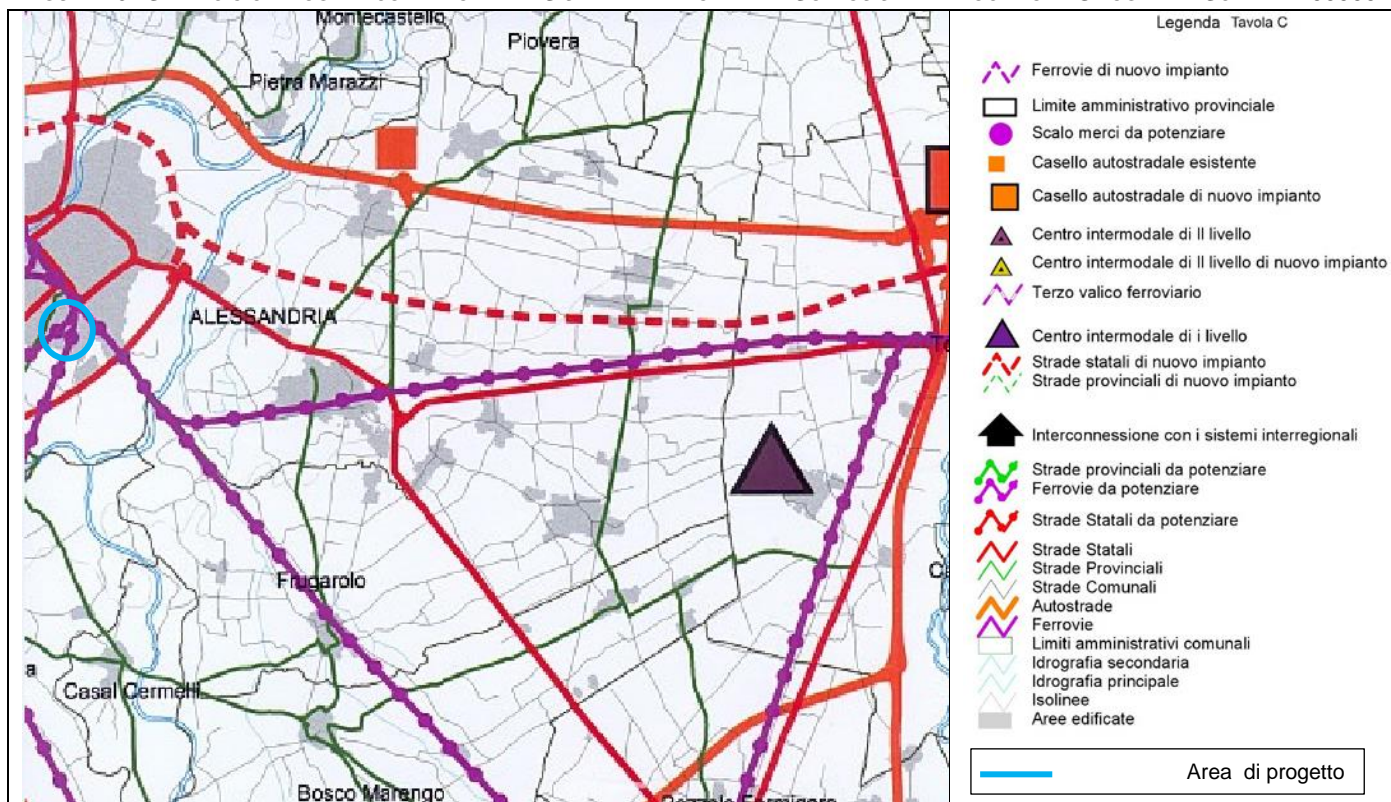 Montecastello
Piovera
Pietra Marazzi
ALESSANDRIA
Frugarolo
a
Casal Cermelli
Bosco Marengo
Legenda Tavola C
Ferrovie di nuovo impianto
Limite amministrativo provinciale
Scalo merci da potenziare
Casello autostradale esistente
Casello autostradale di nuovo impianto
Centro intermodale di II livello
Centro intermodale di II livello di nuovo impianto
Terzo valico ferroviario
Centro intermodale di i livello
Strade statali di nuovo impianto
Strade provinciali di nuovo impianto
Interconnessione con i sistemi interregionali
Strade provinciali da potenziare
Ferrovie da potenziare
Strade Statali da potenziare
Strade Statali
Strade Provinciali
Strade Comunali
Autostrade
Ferrovie
Limiti amministrativi comunali
Idrografia secondaria
Idrografia principale
Isolinee
Aree edificate
Area di progetto